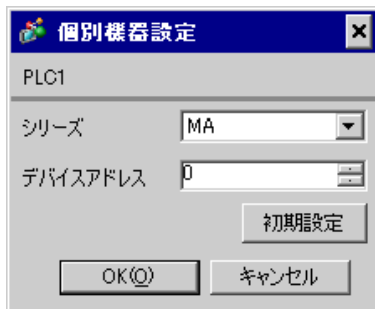 個別機器設定
PLC1
シリーズ MA
デバイスアドレス 0
初期設定
OK(O) キャンセル